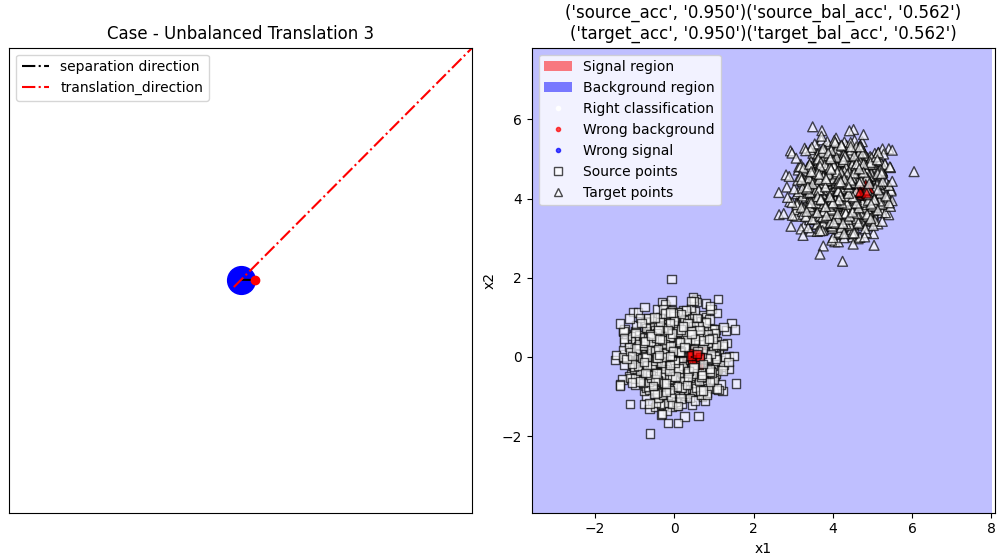 Case - Unbalanced Translation 3
separation direction
translation_direction
('source_acc', '0.950')('source_bal_acc', '0.562')
('target_acc', '0.950')('target_bal_acc', '0.562')
Signal region
Background region
Right classification
Wrong background
Wrong signal
Source points
Target points
x2
6
4
2
0
−2
−2
0
2
4
6
8
x1